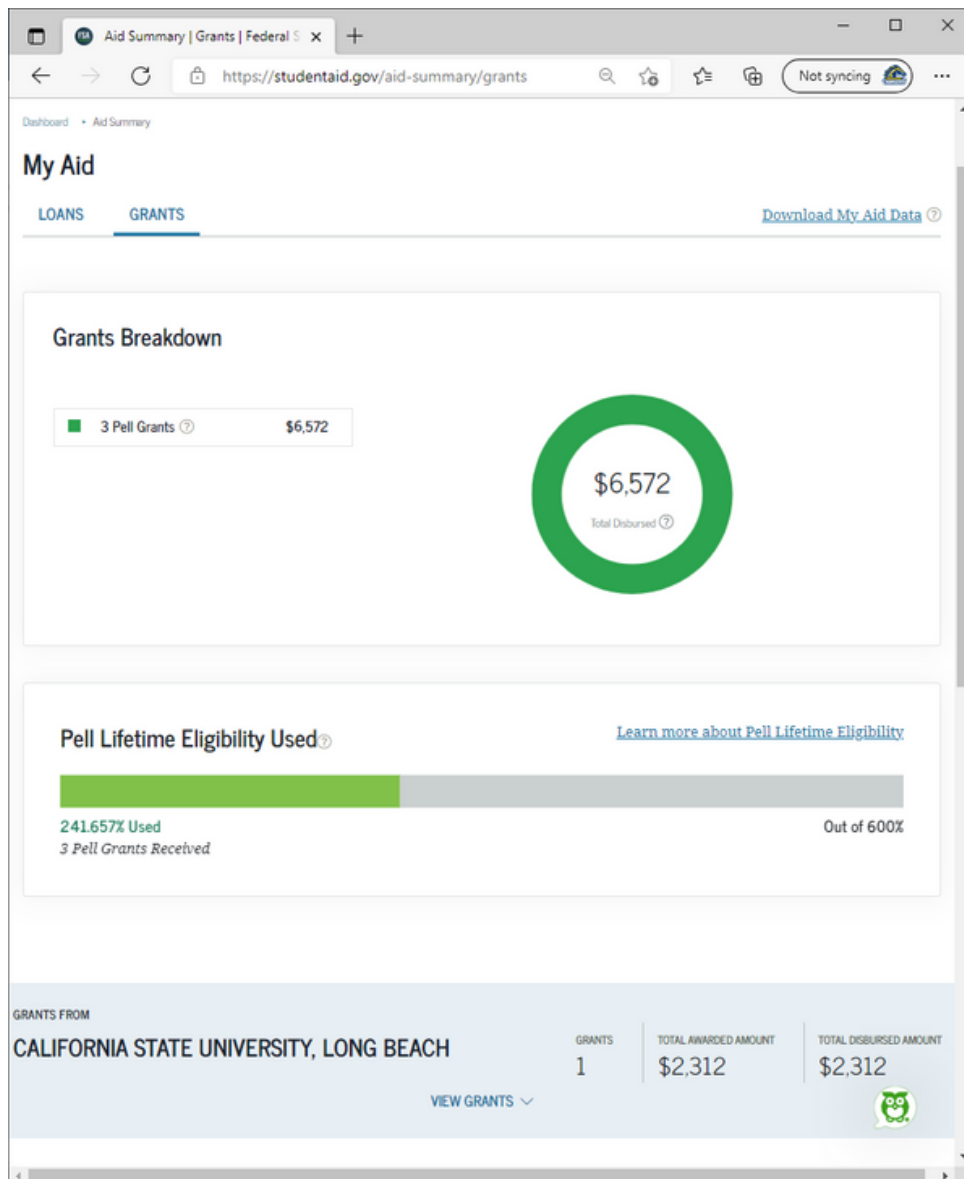 Aid Summary | Grants | Federal S
https://studentaid.gov/aid-summary/grants
Not syncing
Dashboard • Aid Summary
My Aid
LOANS GRANTS
Download My Aid Data ?
Grants Breakdown
3 Pell Grants ? $6,572
$6,572
Total Disbursed ?
Pell Lifetime Eligibility Used ?
Learn more about Pell Lifetime Eligibility
241.657% Used
Out of 600%
3 Pell Grants Received
GRANTS FROM
CALIFORNIA STATE UNIVERSITY, LONG BEACH
GRANTS
1
TOTAL AWARDED AMOUNT
$2,312
TOTAL DISBURSED AMOUNT
$2,312
VIEW GRANTS